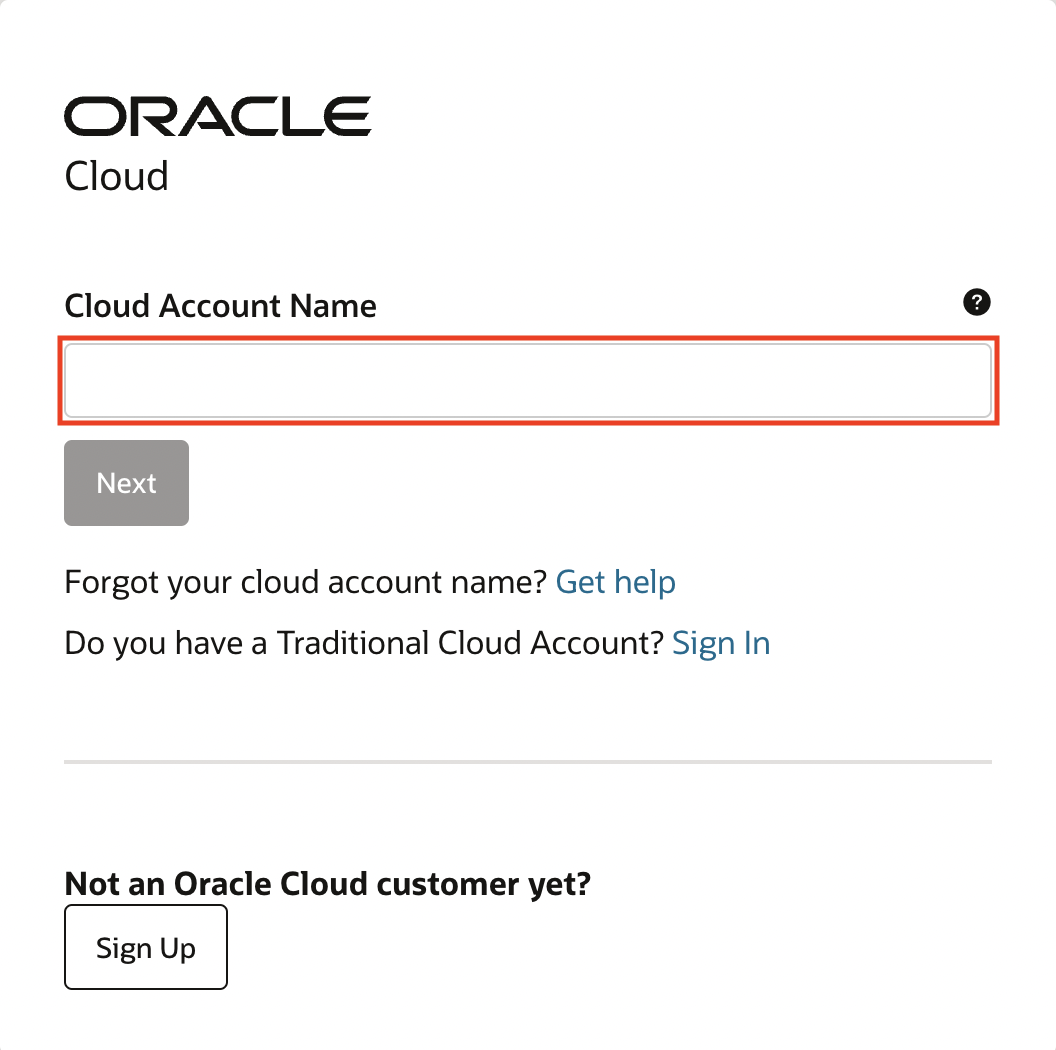 ORACLE
Cloud
Cloud Account Name ?
Next
Forgot your cloud account name? Get help
Do you have a Traditional Cloud Account? Sign In
Not an Oracle Cloud customer yet?
Sign Up